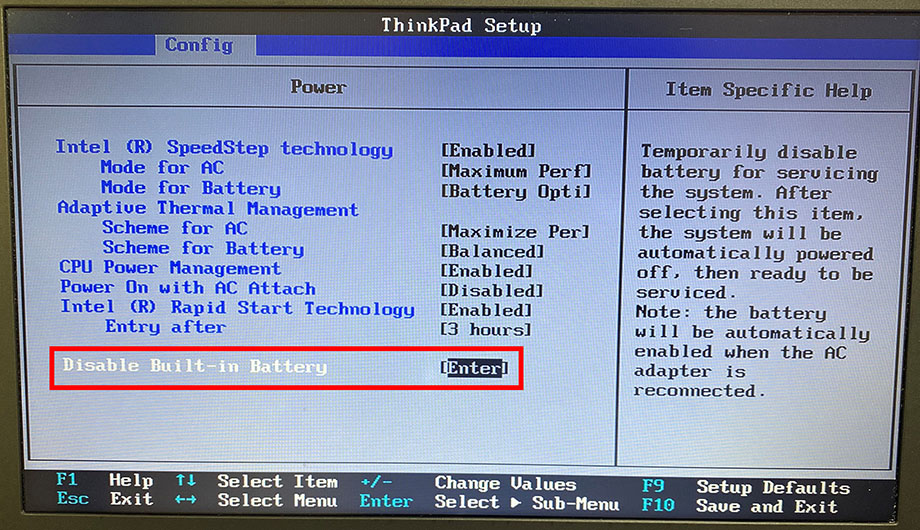 ThinkPad Setup
Config
Power
Item Specific Help
Intel (R) SpeedStep technology [Enabled]
Mode for AC [Maximum Perf]
Mode for Battery [Battery Opti]
Adaptive Thermal Management
Scheme for AC [Maximize Per]
Scheme for Battery [Balanced]
CPU Power Management [Enabled]
Power On with AC Attach [Disabled]
Intel (R) Rapid Start Technology [Enabled]
Entry after [3 hours]
Disable Built-in Battery [Enter]
Temporarily disable
battery for servicing
the system. After
selecting this item,
the system will be
automatically powered
off, then ready to be
serviced.
Note: the battery
will be automatically
enabled when the AC
adapter is
reconnected.
F1 Help ↑↓ Select Item +/- Change Values F9 Setup Defaults
Esc Exit ↔ Select Menu Enter Select ▶ Sub-Menu F10 Save and Exit